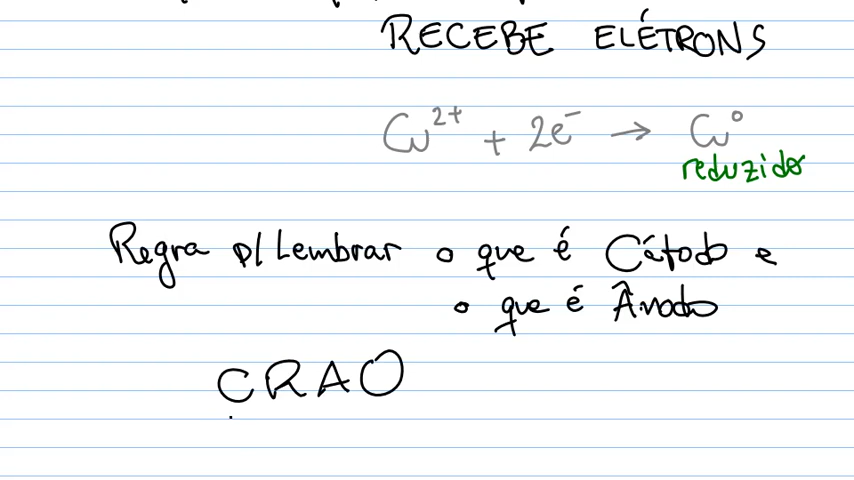 RECEBE ELÉTRONS
Cu²⁺ + 2e⁻ → Cu⁰
reduzido
Regra p/ Lembrar o que é Cátodo e
o que é Ânodo
CRAO